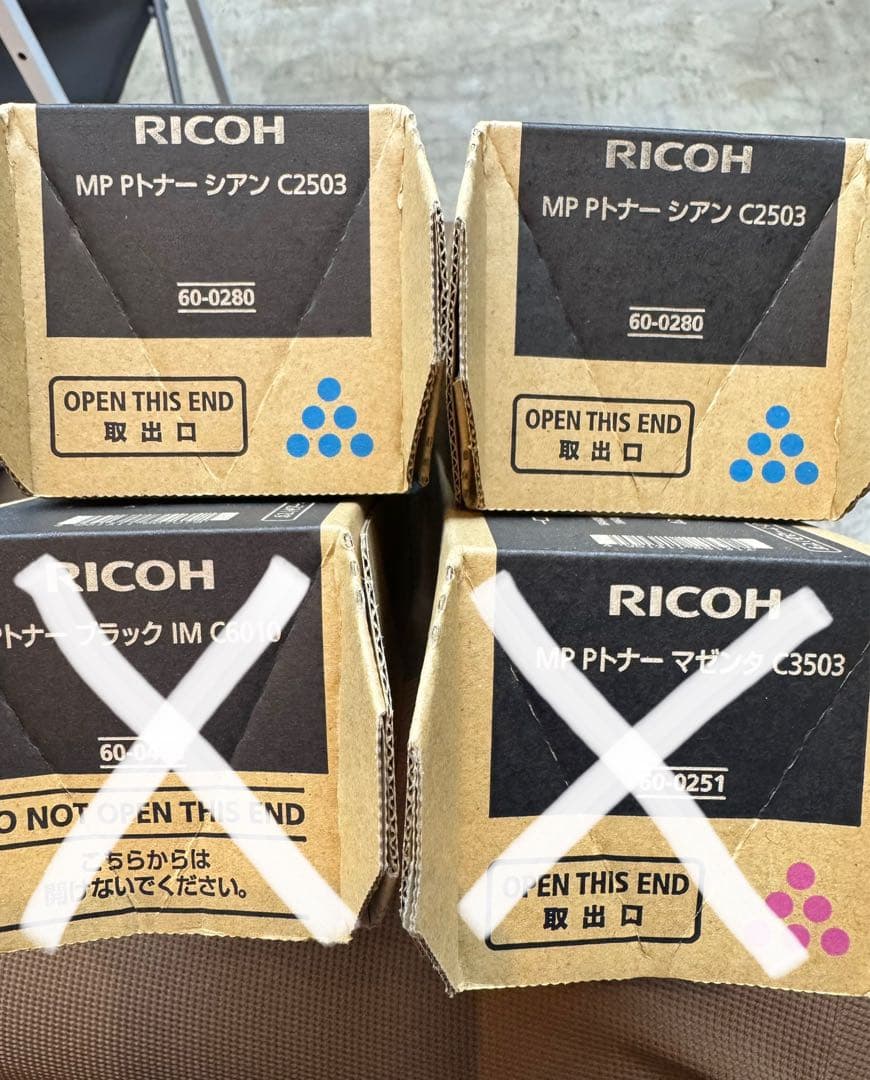 RICOH
MP Pトナー シアン C2503
60-0280
OPEN THIS END
取出口
RICOH
MP Pトナー シアン C2503
60-0280
OPEN THIS END
取出口
RICOH
トナー ブラック IM C6010
60-0
O NOT OPEN THIS END
こちらからは
開けないでください。
RICOH
MP Pトナー マゼンタ C3503
60-0251
OPEN THIS END
取出口